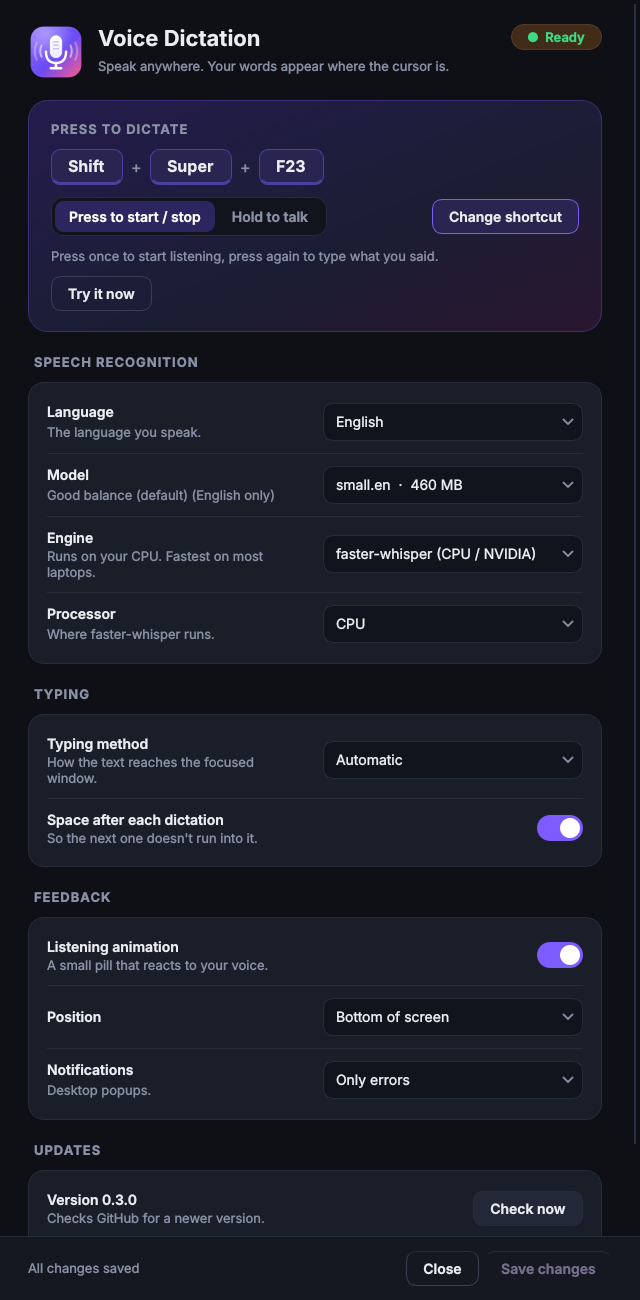 Voice Dictation
Ready
Speak anywhere. Your words appear where the cursor is.
PRESS TO DICTATE
Shift + Super + F23
Press to start / stop Hold to talk Change shortcut
Press once to start listening, press again to type what you said.
Try it now
SPEECH RECOGNITION
Language
The language you speak.
English
Model
Good balance (default) (English only)
small.en · 460 MB
Engine
Runs on your CPU. Fastest on most
laptops.
faster-whisper (CPU / NVIDIA)
Processor
Where faster-whisper runs.
CPU
TYPING
Typing method
How the text reaches the focused
window.
Automatic
Space after each dictation
So the next one doesn't run into it.
FEEDBACK
Listening animation
A small pill that reacts to your voice.
Position
Bottom of screen
Notifications
Desktop popups.
Only errors
UPDATES
Version 0.3.0
Checks GitHub for a newer version.
Check now
All changes saved
Close
Save changes